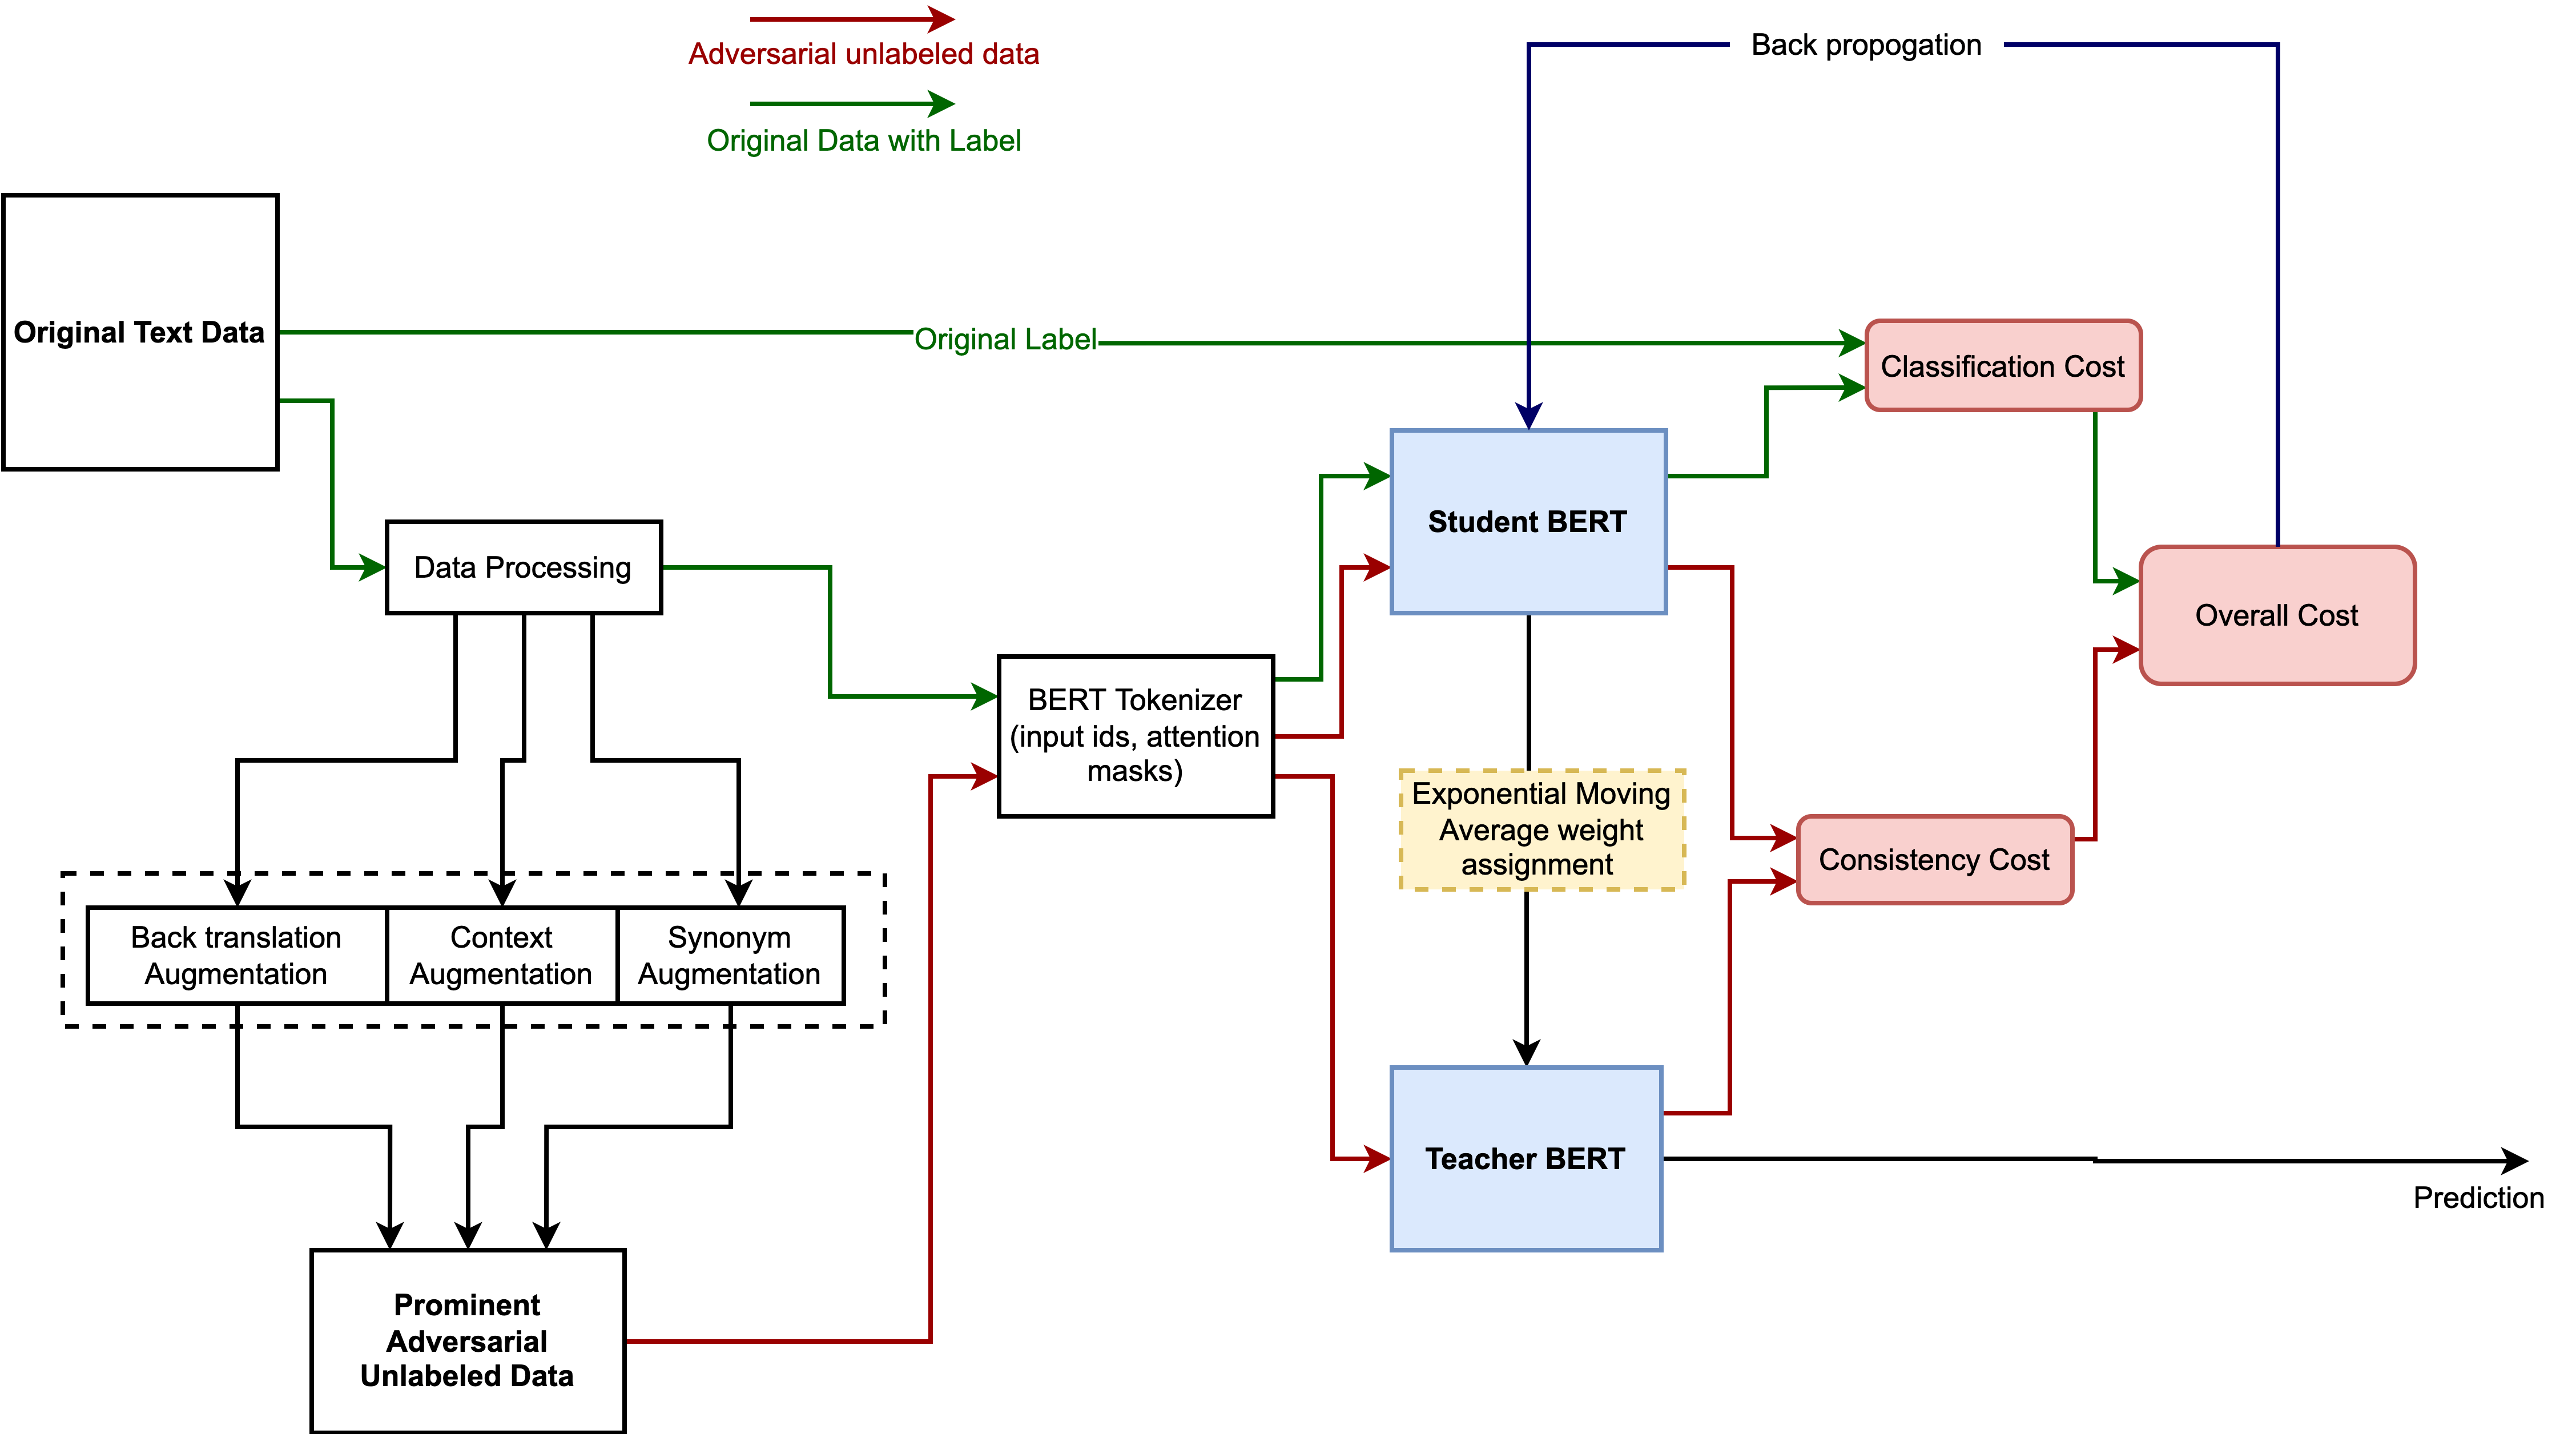 Adversarial unlabeled data
Original Data with Label
Back propogation
Original Text Data
Original Label
Classification Cost
Data Processing
Student BERT
Overall Cost
BERT Tokenizer
(input ids, attention
masks)
Exponential Moving
Average weight
assignment
Consistency Cost
Back translation
Augmentation
Context
Augmentation
Synonym
Augmentation
Teacher BERT
Prediction
Prominent
Adversarial
Unlabeled Data